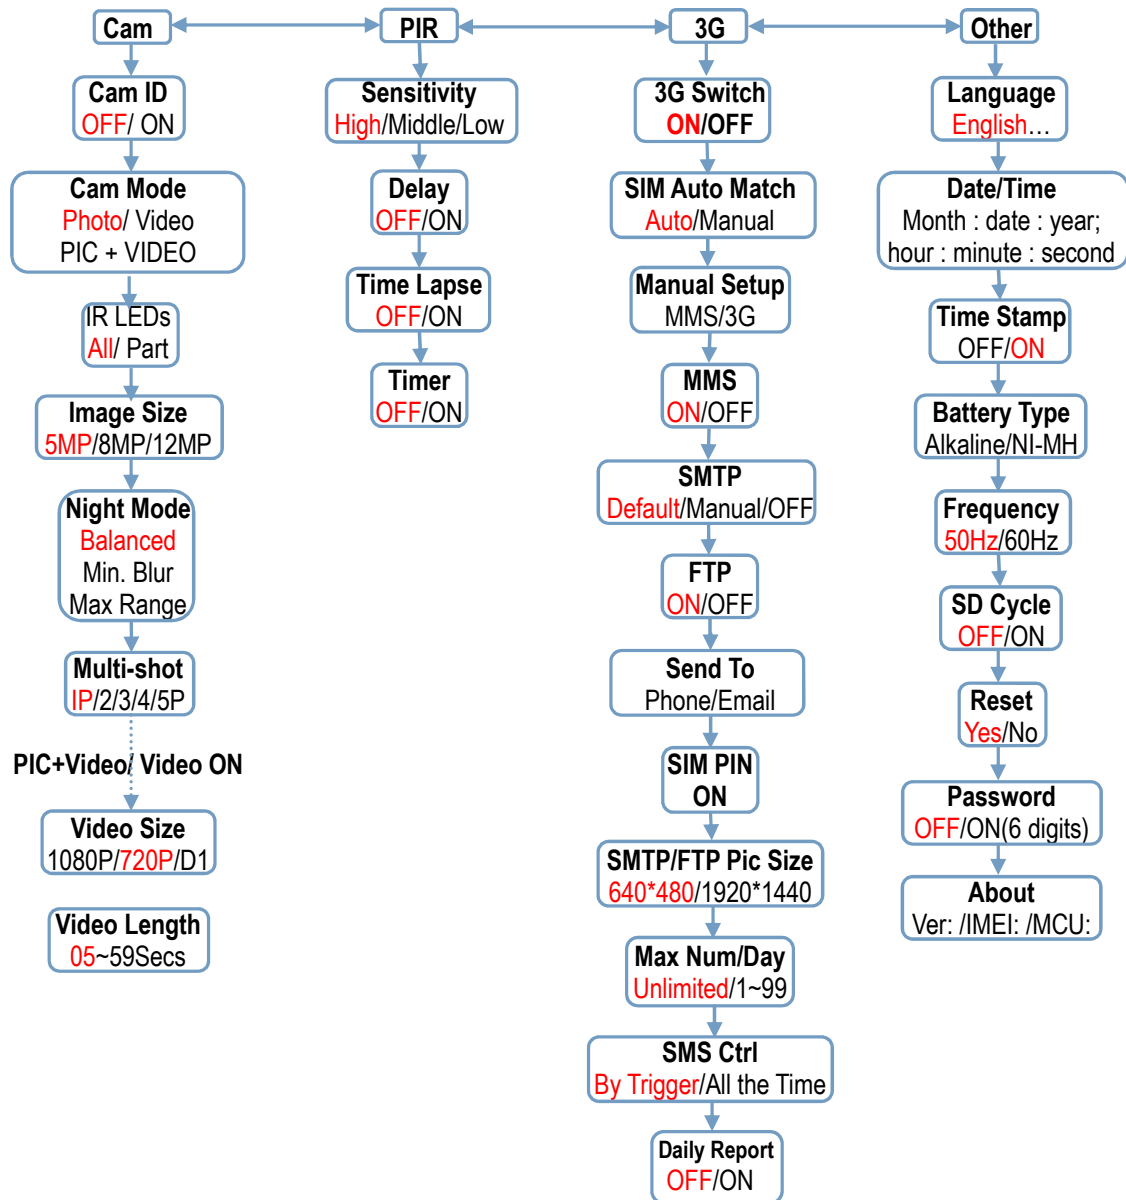 Cam
PIR
3G
Other
Cam ID
OFF/ ON
Cam Mode
Photo/ Video
PIC + VIDEO
IR LEDs
All/ Part
Image Size
5MP/8MP/12MP
Night Mode
Balanced
Min. Blur
Max Range
Multi-shot
IP/2/3/4/5P
PIC+Video/ Video ON
Video Size
1080P/720P/D1
Video Length
05~59Secs
Sensitivity
High/Middle/Low
Delay
OFF/ON
Time Lapse
OFF/ON
Timer
OFF/ON
3G Switch
ON/OFF
SIM Auto Match
Auto/Manual
Manual Setup
MMS/3G
MMS
ON/OFF
SMTP
Default/Manual/OFF
FTP
ON/OFF
Send To
Phone/Email
SIM PIN
ON
SMTP/FTP Pic Size
640*480/1920*1440
Max Num/Day
Unlimited/1~99
SMS Ctrl
By Trigger/All the Time
Daily Report
OFF/ON
Language
English...
Date/Time
Month : date : year;
hour : minute : second
Time Stamp
OFF/ON
Battery Type
Alkaline/NI-MH
Frequency
50Hz/60Hz
SD Cycle
OFF/ON
Reset
Yes/No
Password
OFF/ON(6 digits)
About
Ver: /IMEI: /MCU: